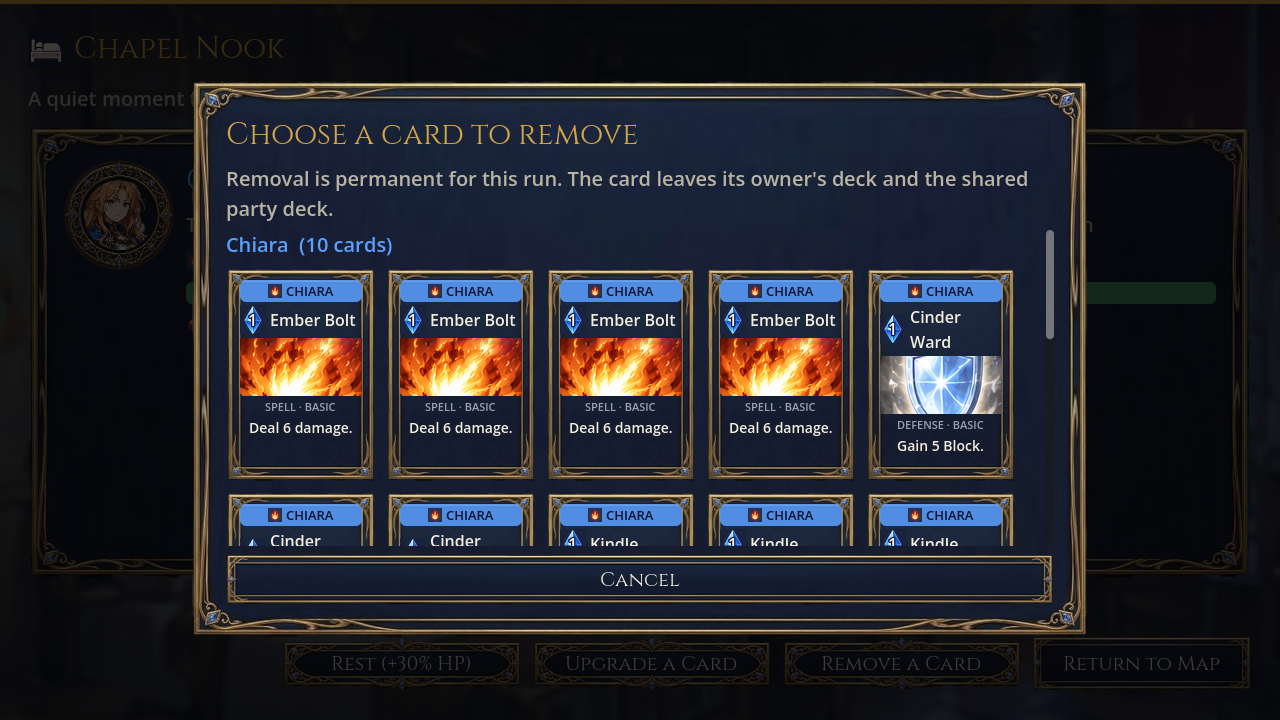 Chapel Nook
A quiet moment
Choose a card to remove
Removal is permanent for this run. The card leaves its owner's deck and the shared
party deck.
Chiara (10 cards)
CHIARA CHIARA CHIARA CHIARA CHIARA
1 Ember Bolt 1 Ember Bolt 1 Ember Bolt 1 Ember Bolt 1 Cinder Ward
SPELL · BASIC SPELL · BASIC SPELL · BASIC SPELL · BASIC DEFENSE · BASIC
Deal 6 damage. Deal 6 damage. Deal 6 damage. Deal 6 damage. Gain 5 Block.
CHIARA CHIARA CHIARA CHIARA CHIARA
Cinder Cinder 1 Kindle 1 Kindle 1 Kindle
Cancel
Rest (+30% HP) Upgrade a Card Remove a Card Return to Map